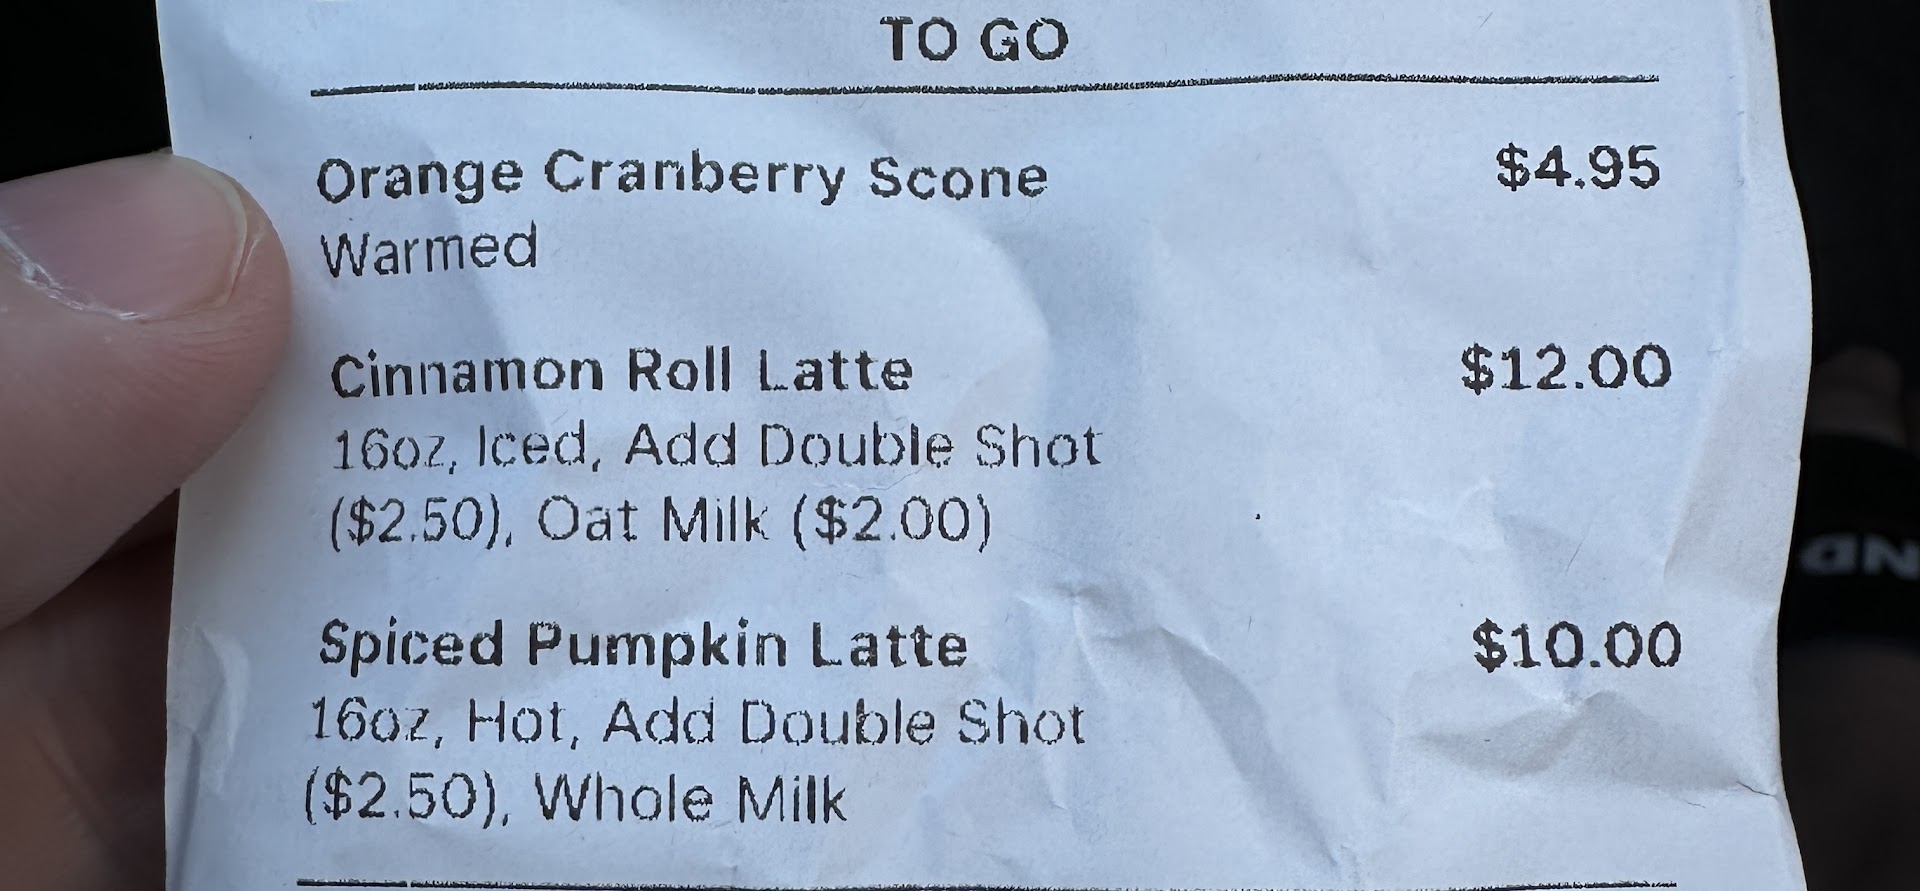 TO GO
Orange Cranberry Scone $4.95
Warmed
Cinnamon Roll Latte $12.00
16oz, Iced, Add Double Shot
($2.50), Oat Milk ($2.00)
Spiced Pumpkin Latte $10.00
16oz, Hot, Add Double Shot
($2.50), Whole Milk